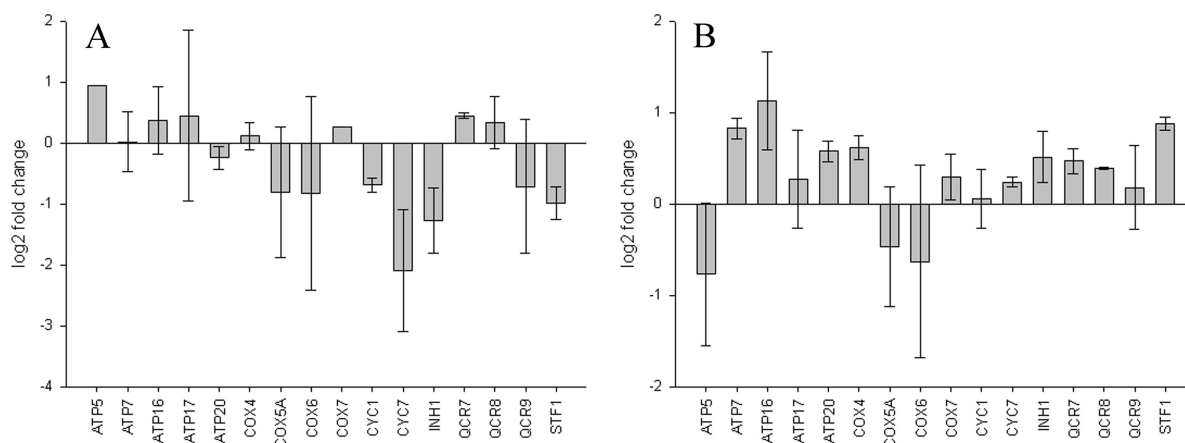 A
log2 fold change
2
1
0
-1
-2
-3
-4
ATP5
ATP7
ATP16
ATP17
ATP20
COX4
COX5A
COX6
COX7
CYC1
CYC7
INH1
QCR7
QCR8
QCR9
STF1
B
log2 fold change
2
1
0
-1
-2
ATP5
ATP7
ATP16
ATP17
ATP20
COX4
COX5A
COX6
COX7
CYC1
CYC7
INH1
QCR7
QCR8
QCR9
STF1